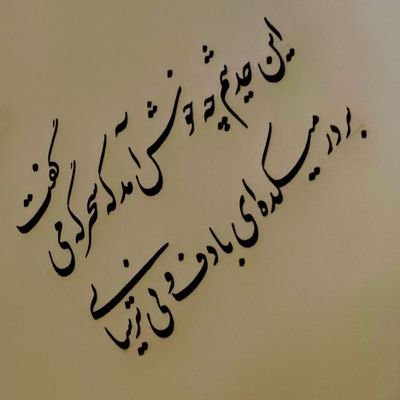 این حدیثم چه خوش آمد که سحرگه می گفت
بر در میکده ای با دف و نی ترسایی